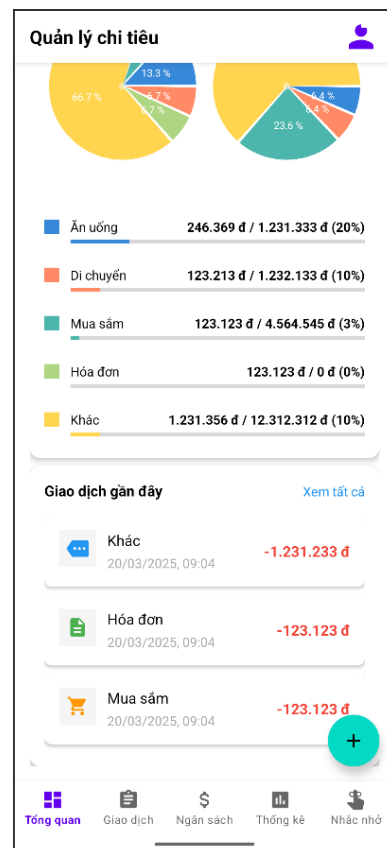 Quản lý chi tiêu
13.3 %
66.7 %
6.7 %
6.7 %
6.4 %
6.4 %
23.6 %
Ăn uống 246.369 đ / 1.231.333 đ (20%)
Di chuyển 123.213 đ / 1.232.133 đ (10%)
Mua sắm 123.123 đ / 4.564.545 đ (3%)
Hóa đơn 123.123 đ / 0 đ (0%)
Khác 1.231.356 đ / 12.312.312 đ (10%)
Giao dịch gần đây Xem tất cả
Khác
20/03/2025, 09:04
-1.231.233 đ
Hóa đơn
20/03/2025, 09:04
-123.123 đ
Mua sắm
20/03/2025, 09:04
-123.123 đ
Tổng quan Giao dịch Ngân sách Thống kê Nhắc nhở